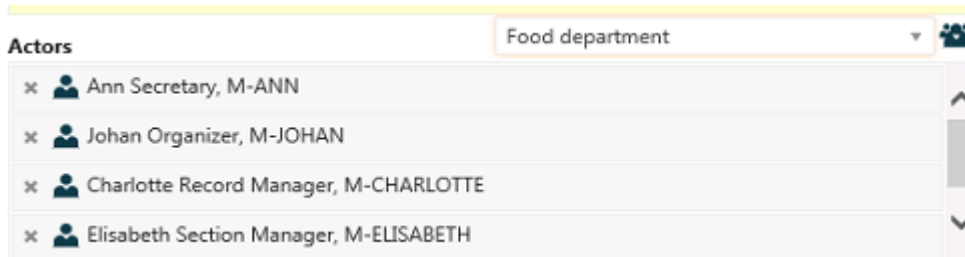 Food department
Actors
Ann Secretary, M-ANN
Johan Organizer, M-JOHAN
Charlotte Record Manager, M-CHARLOTTE
Elisabeth Section Manager, M-ELISABETH